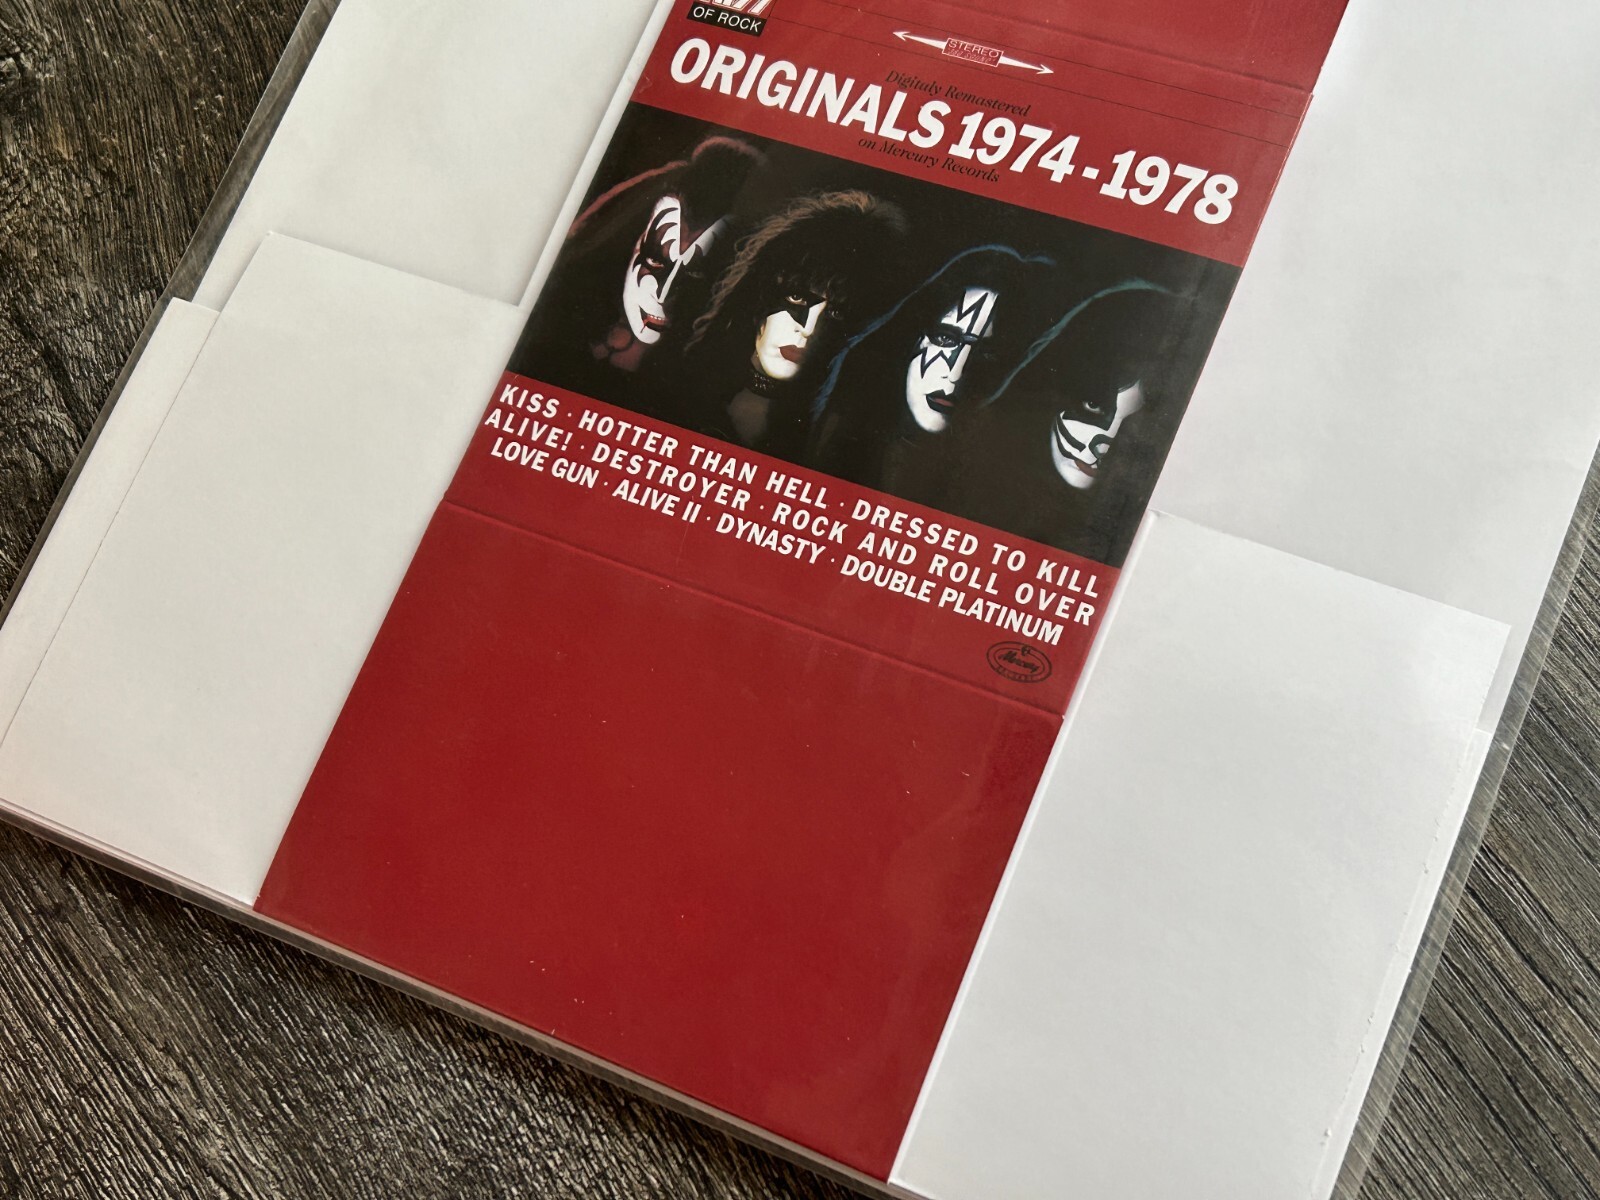 OF ROCK
STEREO
ORIGINALS 1974-1978
Digitaly Remastered
on Mercury Records
KISS · HOTTER THAN HELL · DRESSED TO KILL
ALIVE! · DESTROYER · ROCK AND ROLL OVER
LOVE GUN · ALIVE II · DYNASTY · DOUBLE PLATINUM
Mercury